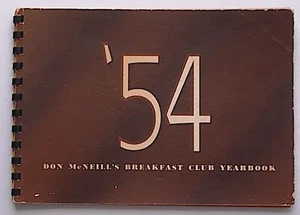 '54
DON McNEILL'S BREAKFAST CLUB YEARBOOK